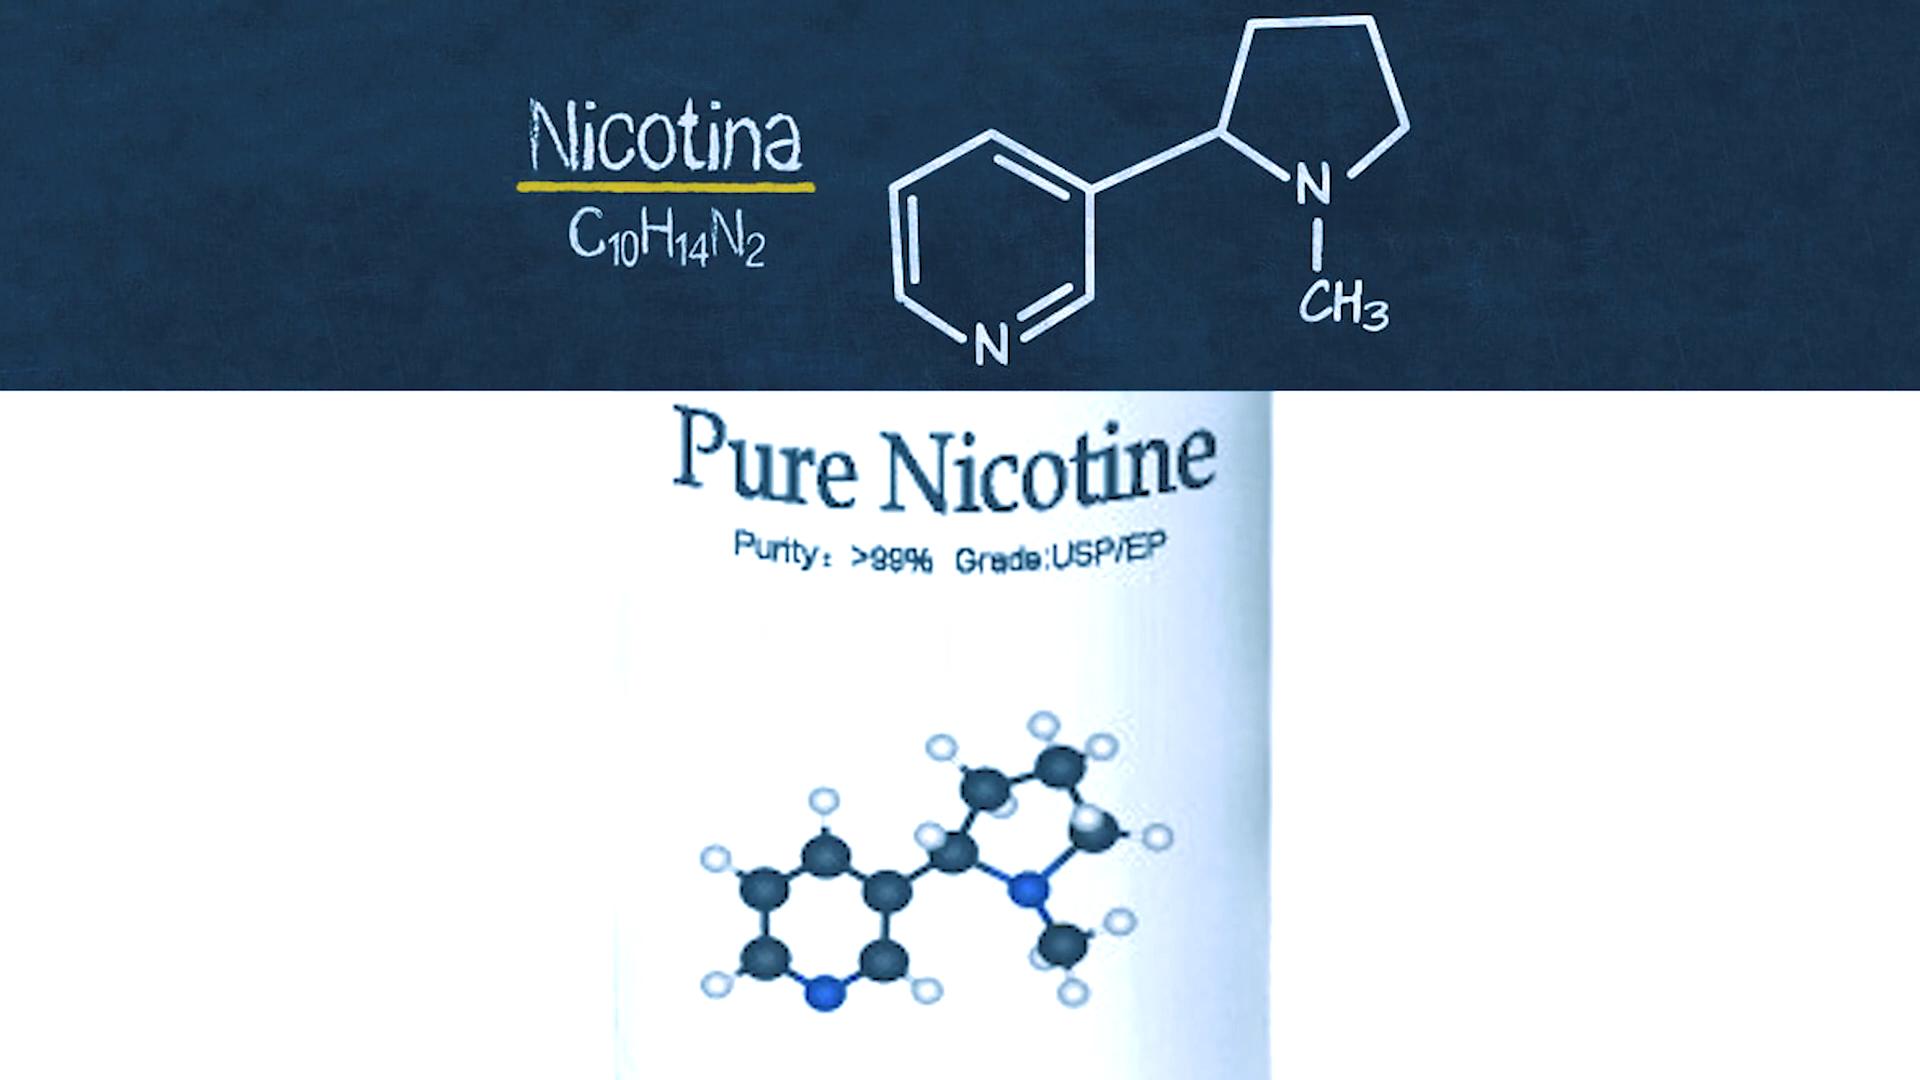 Nicotina
C₁₀H₁₄N₂
N
N
CH₃
Pure Nicotine
Purity: >99% Grade:USP/EP